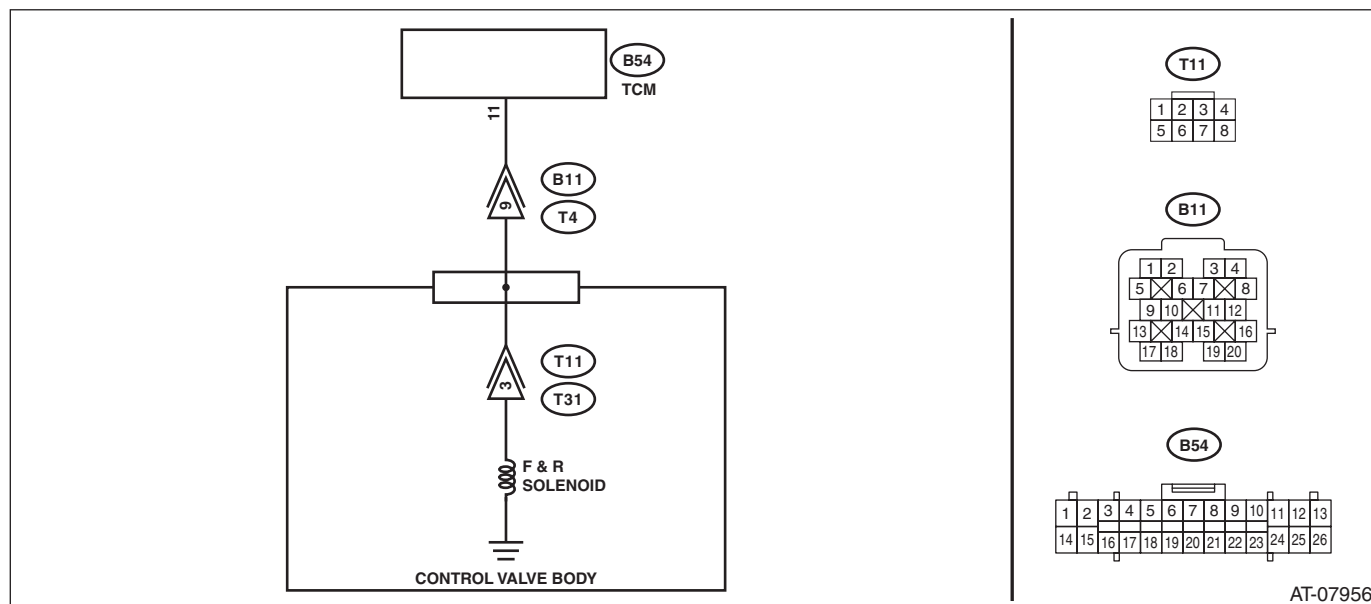 B54
TCM
11
B11
9
T4
T11
3
T31
F & R
SOLENOID
CONTROL VALVE BODY
T11
1 2 3 4
5 6 7 8
B11
1 2 3 4
5 6 7 8
9 10 11 12
13 14 15 16
17 18 19 20
B54
1 2 3 4 5 6 7 8 9 10 11 12 13
14 15 16 17 18 19 20 21 22 23 24 25 26
AT-07956